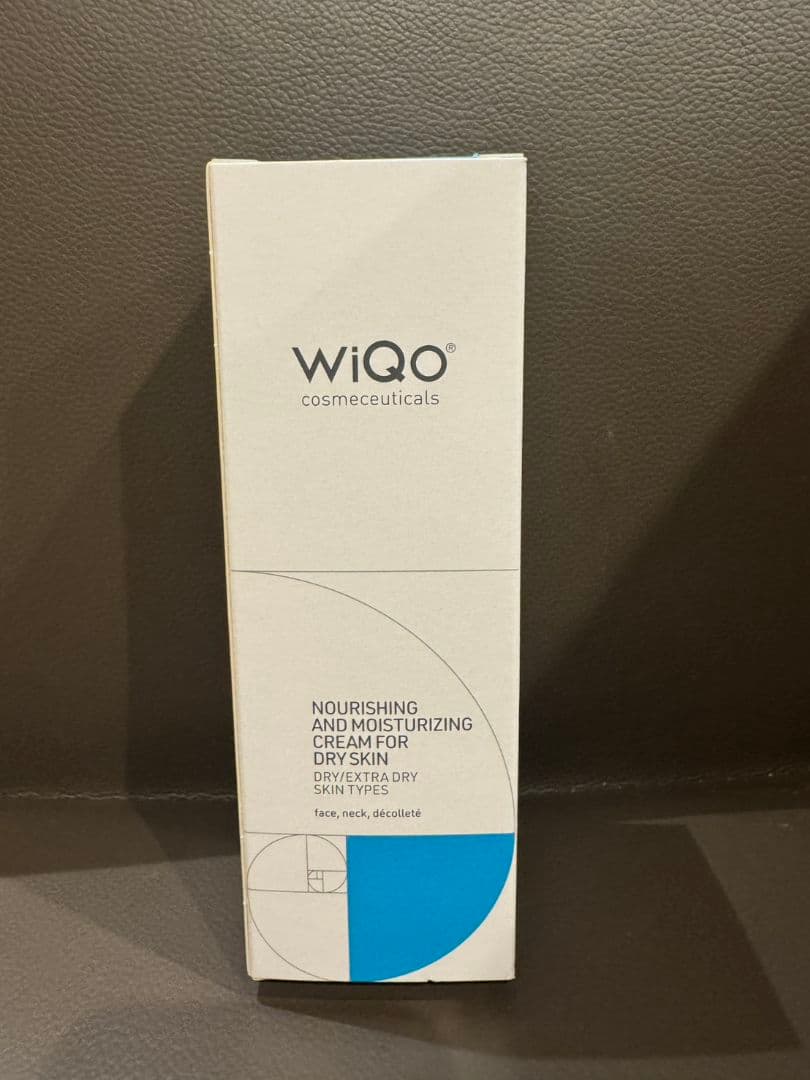 WiQo®
cosmeceuticals
NOURISHING
AND MOISTURIZING
CREAM FOR
DRY SKIN
DRY/EXTRA DRY
SKIN TYPES
face, neck, décolleté